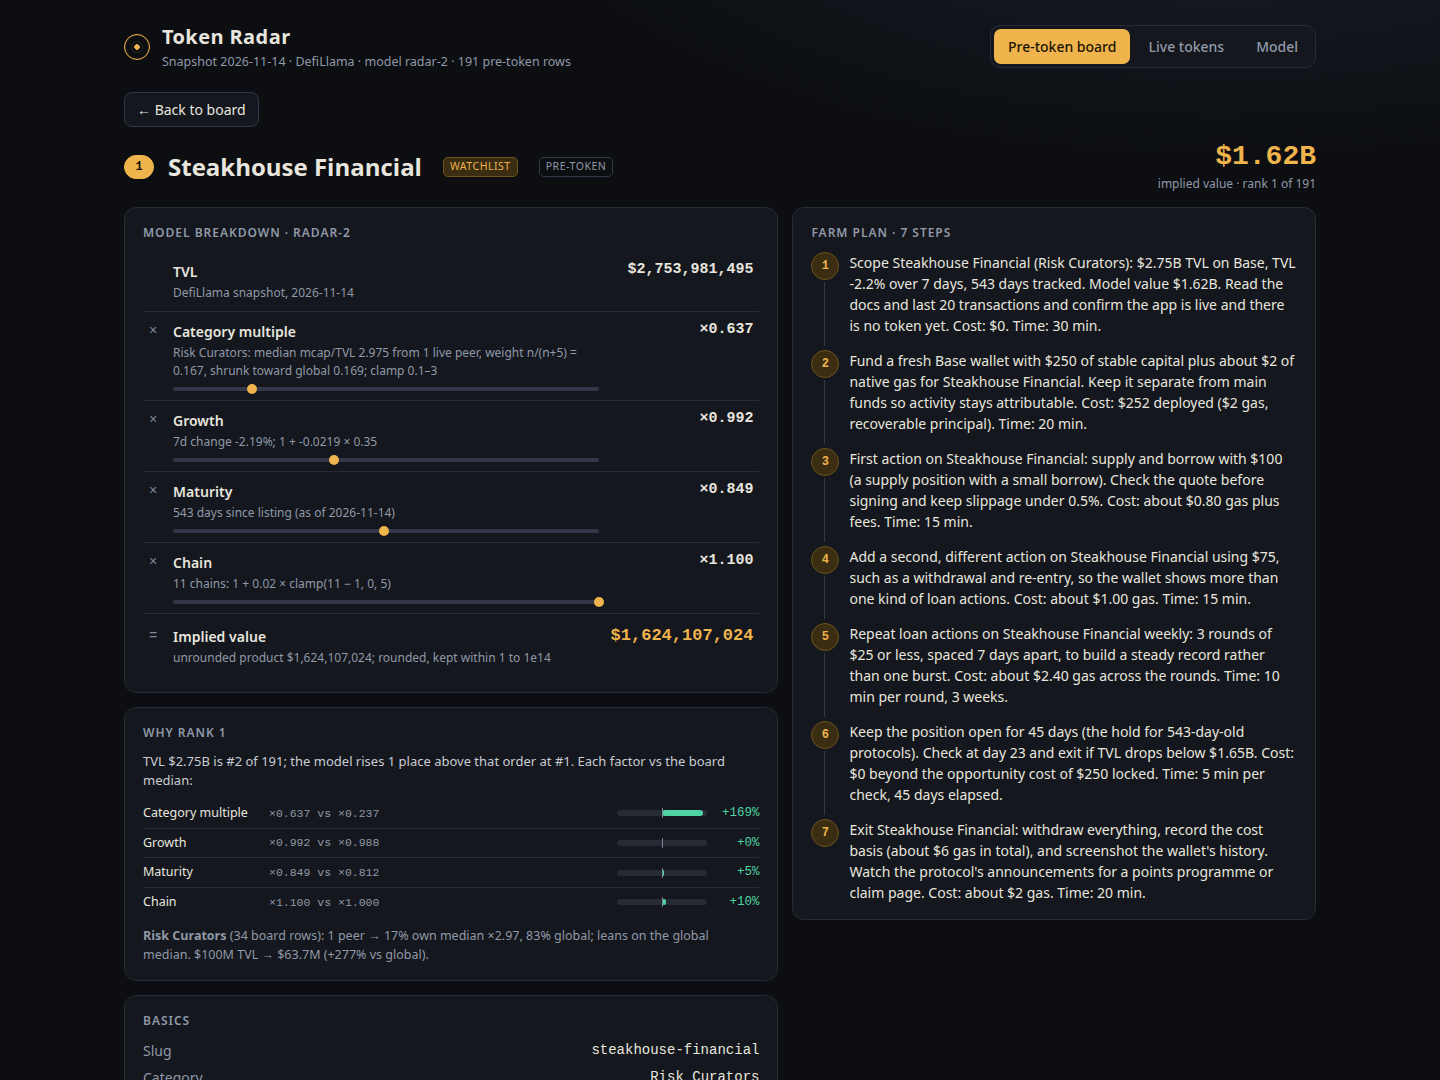 Token Radar
Snapshot 2026-11-14 · DefiLlama · model radar-2 · 191 pre-token rows
Pre-token board
Live tokens
Model
← Back to board
1
Steakhouse Financial
WATCHLIST
PRE-TOKEN
$1.62B
implied value · rank 1 of 191
MODEL BREAKDOWN · RADAR-2
TVL
$2,753,981,495
DefiLlama snapshot, 2026-11-14
× Category multiple
×0.637
Risk Curators: median mcap/TVL 2.975 from 1 live peer, weight n/(n+5) =
0.167, shrunk toward global 0.169; clamp 0.1–3
× Growth
×0.992
7d change -2.19%; 1 + -0.0219 × 0.35
× Maturity
×0.849
543 days since listing (as of 2026-11-14)
× Chain
×1.100
11 chains: 1 + 0.02 × clamp(11 − 1, 0, 5)
= Implied value
$1,624,107,024
unrounded product $1,624,107,024; rounded, kept within 1 to 1e14
WHY RANK 1
TVL $2.75B is #2 of 191; the model rises 1 place above that order at #1. Each factor vs the board
median:
Category multiple ×0.637 vs ×0.237 +169%
Growth ×0.992 vs ×0.988 +0%
Maturity ×0.849 vs ×0.812 +5%
Chain ×1.100 vs ×1.000 +10%
Risk Curators (34 board rows): 1 peer → 17% own median ×2.97, 83% global; leans on the global
median. $100M TVL → $63.7M (+277% vs global).
BASICS
Slug steakhouse-financial
Category Risk Curators
FARM PLAN · 7 STEPS
1 Scope Steakhouse Financial (Risk Curators): $2.75B TVL on Base, TVL
-2.2% over 7 days, 543 days tracked. Model value $1.62B. Read the
docs and last 20 transactions and confirm the app is live and there
is no token yet. Cost: $0. Time: 30 min.
2 Fund a fresh Base wallet with $250 of stable capital plus about $2 of
native gas for Steakhouse Financial. Keep it separate from main
funds so activity stays attributable. Cost: $252 deployed ($2 gas,
recoverable principal). Time: 20 min.
3 First action on Steakhouse Financial: supply and borrow with $100
(a supply position with a small borrow). Check the quote before
signing and keep slippage under 0.5%. Cost: about $0.80 gas plus
fees. Time: 15 min.
4 Add a second, different action on Steakhouse Financial using $75,
such as a withdrawal and re-entry, so the wallet shows more than
one kind of loan actions. Cost: about $1.00 gas. Time: 15 min.
5 Repeat loan actions on Steakhouse Financial weekly: 3 rounds of
$25 or less, spaced 7 days apart, to build a steady record rather
than one burst. Cost: about $2.40 gas across the rounds. Time: 10
min per round, 3 weeks.
6 Keep the position open for 45 days (the hold for 543-day-old
protocols). Check at day 23 and exit if TVL drops below $1.65B. Cost:
$0 beyond the opportunity cost of $250 locked. Time: 5 min per
check, 45 days elapsed.
7 Exit Steakhouse Financial: withdraw everything, record the cost
basis (about $6 gas in total), and screenshot the wallet's history.
Watch the protocol's announcements for a points programme or
claim page. Cost: about $2 gas. Time: 20 min.